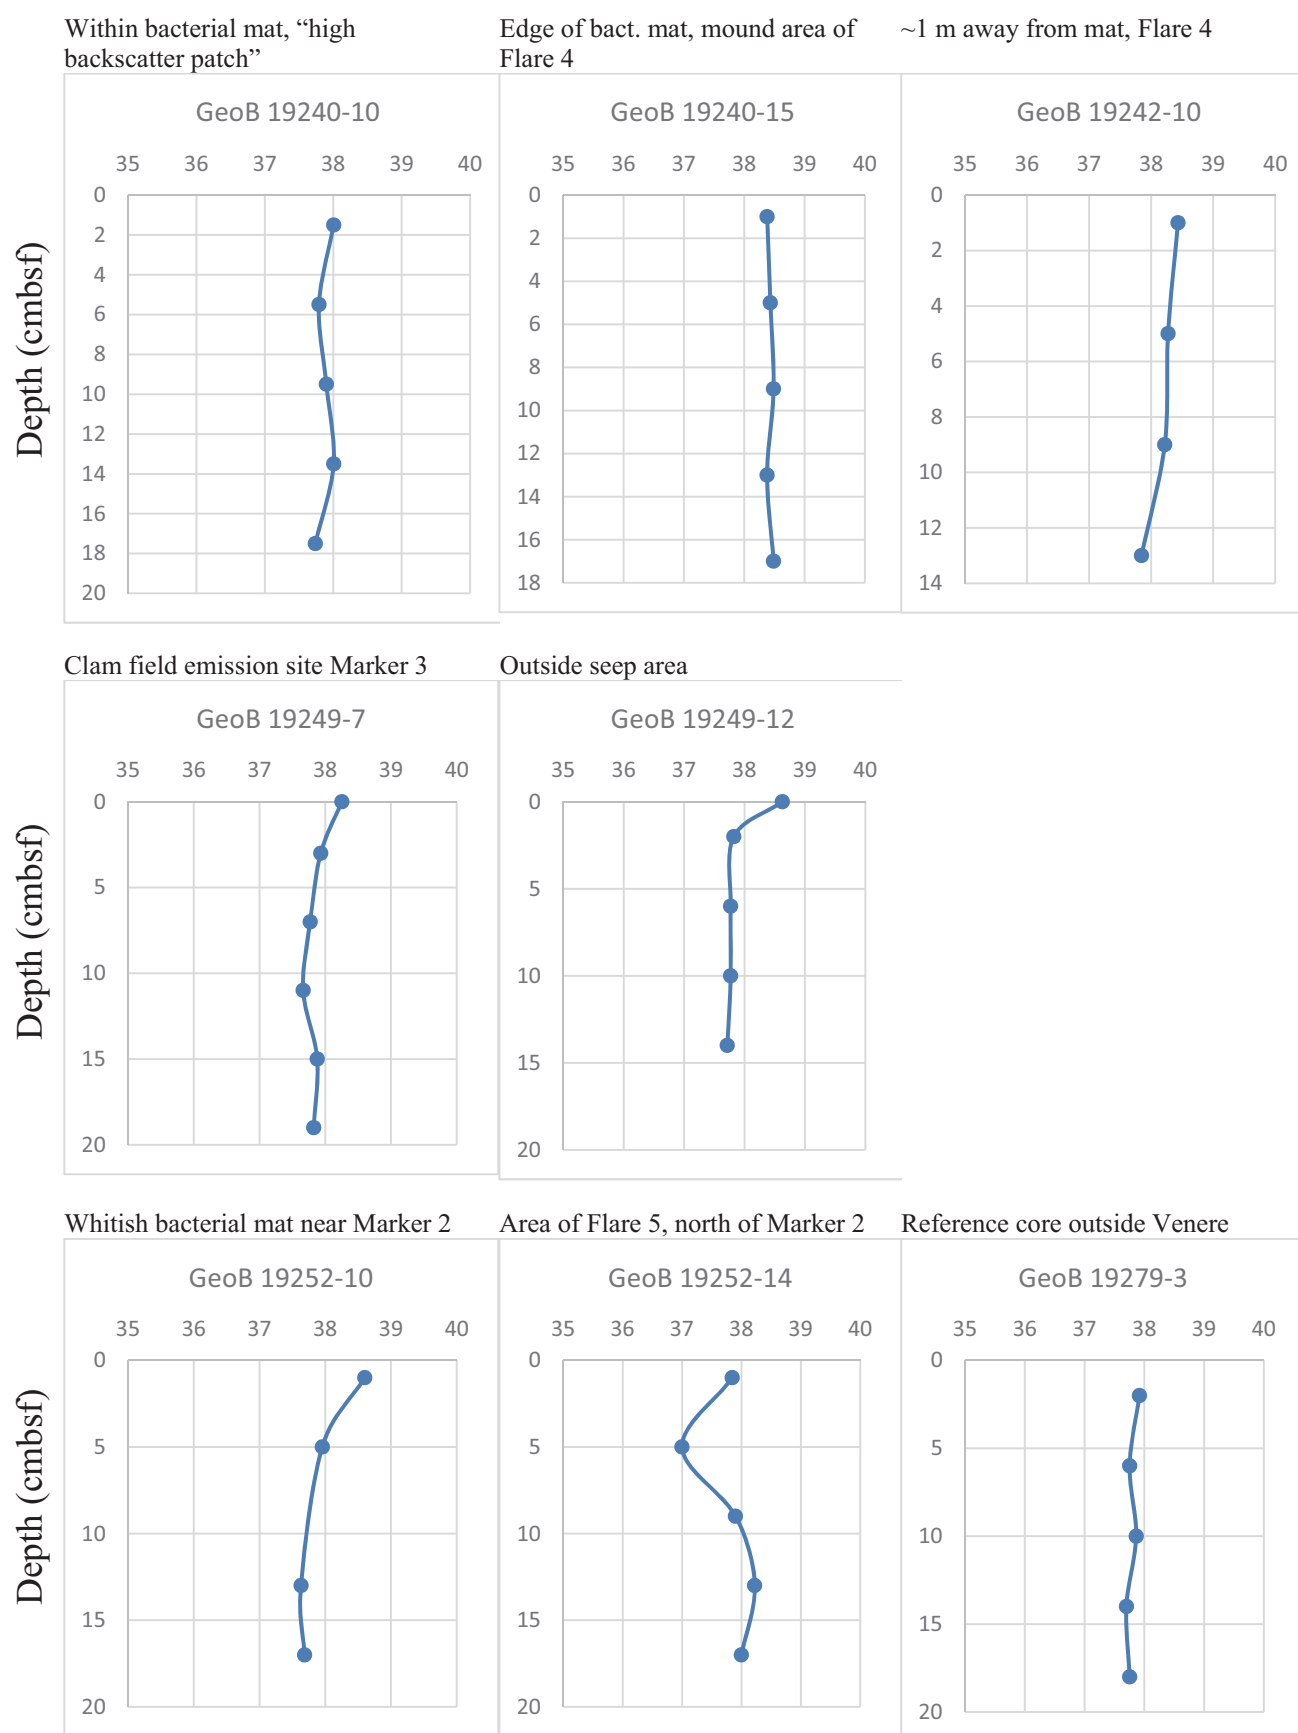 Within bacterial mat, “high
backscatter patch”
Edge of bact. mat, mound area of
Flare 4
~1 m away from mat, Flare 4
GeoB 19240-10
35 36 37 38 39 40
0
2
4
6
8
10
12
14
16
18
20
Depth (cmbsf)
GeoB 19240-15
35 36 37 38 39 40
0
2
4
6
8
10
12
14
16
18
GeoB 19242-10
35 36 37 38 39 40
0
2
4
6
8
10
12
14
Clam field emission site Marker 3
Outside seep area
GeoB 19249-7
35 36 37 38 39 40
0
5
10
15
20
Depth (cmbsf)
GeoB 19249-12
35 36 37 38 39 40
0
5
10
15
20
Whitish bacterial mat near Marker 2
Area of Flare 5, north of Marker 2
Reference core outside Venere
GeoB 19252-10
35 36 37 38 39 40
0
5
10
15
20
Depth (cmbsf)
GeoB 19252-14
35 36 37 38 39 40
0
5
10
15
20
GeoB 19279-3
35 36 37 38 39 40
0
5
10
15
20